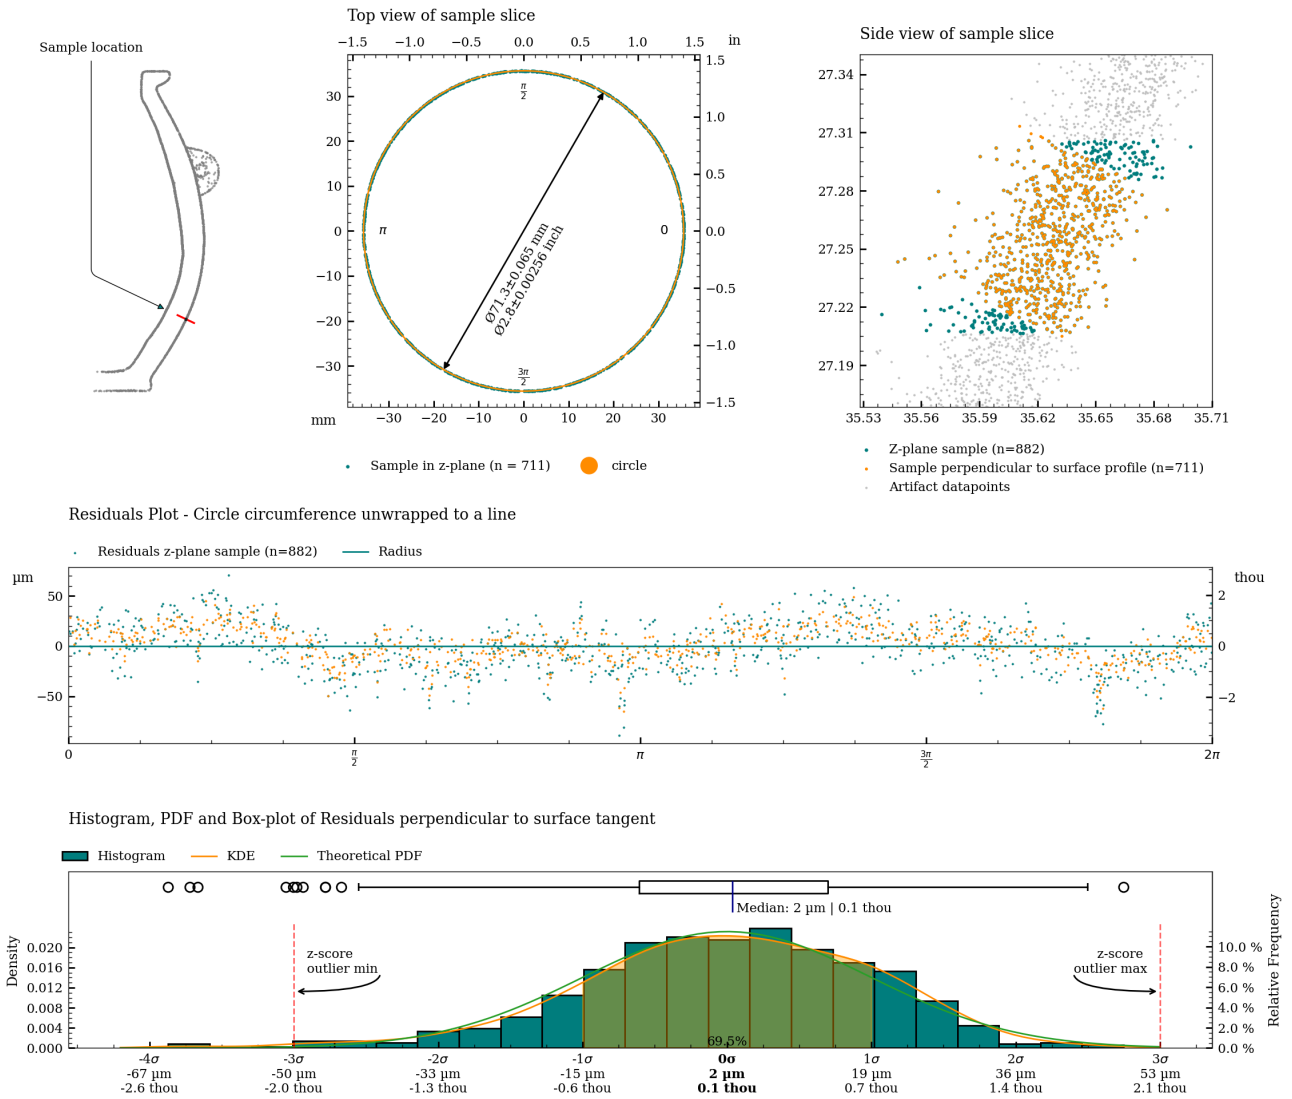 Sample location
Top view of sample slice
−1.5 −1.0 −0.5 0.0 0.5 1.0 1.5 in
30
20
10
0
−10
−20
−30
mm
−30 −20 −10 0 10 20 30
1.5
1.0
0.5
0.0
−0.5
−1.0
−1.5
π/2
π
0
3π/2
Ø71.3±0.065 mm
Ø2.8±0.00256 inch
Sample in z-plane (n = 711) circle
Side view of sample slice
27.34
27.31
27.28
27.25
27.22
27.19
35.53 35.56 35.59 35.62 35.65 35.68 35.71
Z-plane sample (n=882)
Sample perpendicular to surface profile (n=711)
Artifact datapoints
Residuals Plot - Circle circumference unwrapped to a line
Residuals z-plane sample (n=882) Radius
µm thou
50
0
−50
2
0
−2
0 π/2 π 3π/2 2π
Histogram, PDF and Box-plot of Residuals perpendicular to surface tangent
Histogram KDE Theoretical PDF
Median: 2 µm | 0.1 thou
z-score
outlier min
z-score
outlier max
Density
0.020
0.016
0.012
0.008
0.004
0.000
Relative Frequency
10.0 %
8.0 %
6.0 %
4.0 %
2.0 %
0.0 %
69.5%
-4σ -3σ -2σ -1σ 0σ 1σ 2σ 3σ
-67 µm -50 µm -33 µm -15 µm 2 µm 19 µm 36 µm 53 µm
-2.6 thou -2.0 thou -1.3 thou -0.6 thou 0.1 thou 0.7 thou 1.4 thou 2.1 thou